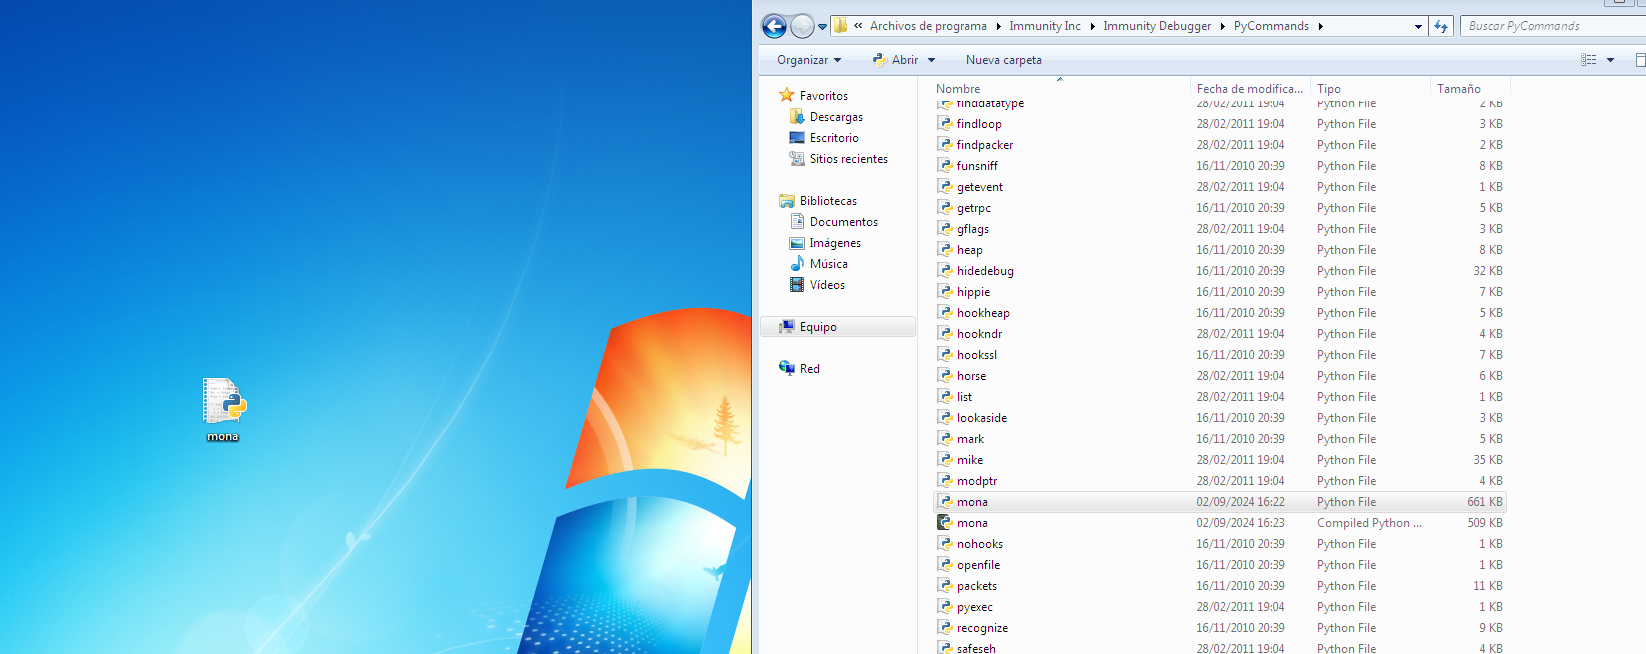 mona
« Archivos de programa ▸ Immunity Inc ▸ Immunity Debugger ▸ PyCommands ▸
Buscar PyCommands
Organizar Abrir Nueva carpeta
Favoritos
Descargas
Escritorio
Sitios recientes
Bibliotecas
Documentos
Imágenes
Música
Vídeos
Equipo
Red
Nombre Fecha de modifica... Tipo Tamaño
finddatatype 28/02/2011 19:04 Python File 2 KB
findloop 28/02/2011 19:04 Python File 3 KB
findpacker 28/02/2011 19:04 Python File 2 KB
funsniff 16/11/2010 20:39 Python File 8 KB
getevent 28/02/2011 19:04 Python File 1 KB
getrpc 16/11/2010 20:39 Python File 5 KB
gflags 28/02/2011 19:04 Python File 3 KB
heap 16/11/2010 20:39 Python File 8 KB
hidedebug 16/11/2010 20:39 Python File 32 KB
hippie 16/11/2010 20:39 Python File 7 KB
hookheap 16/11/2010 20:39 Python File 5 KB
hookndr 28/02/2011 19:04 Python File 4 KB
hookssl 16/11/2010 20:39 Python File 7 KB
horse 28/02/2011 19:04 Python File 6 KB
list 28/02/2011 19:04 Python File 1 KB
lookaside 16/11/2010 20:39 Python File 3 KB
mark 16/11/2010 20:39 Python File 5 KB
mike 28/02/2011 19:04 Python File 35 KB
modptr 28/02/2011 19:04 Python File 4 KB
mona 02/09/2024 16:22 Python File 661 KB
mona 02/09/2024 16:23 Compiled Python ... 509 KB
nohooks 16/11/2010 20:39 Python File 1 KB
openfile 16/11/2010 20:39 Python File 1 KB
packets 16/11/2010 20:39 Python File 11 KB
pyexec 28/02/2011 19:04 Python File 1 KB
recognize 16/11/2010 20:39 Python File 9 KB
safeseh 28/02/2011 19:04 Python File 4 KB